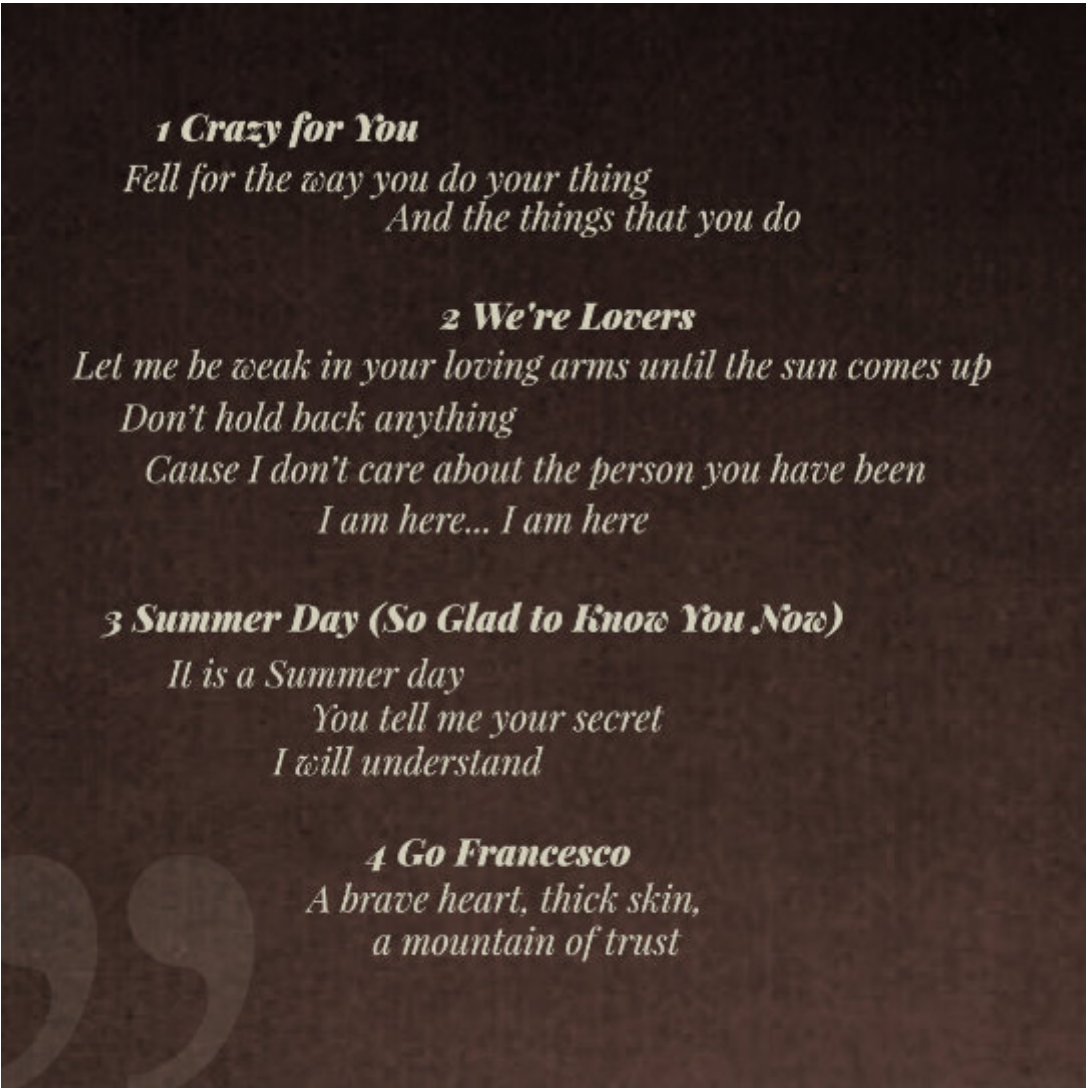 1 Crazy for You
Fell for the way you do your thing
And the things that you do
2 We're Lovers
Let me be weak in your loving arms until the sun comes up
Don’t hold back anything
Cause I don’t care about the person you have been
I am here... I am here
3 Summer Day (So Glad to Know You Now)
It is a Summer day
You tell me your secret
I will understand
4 Go Francesco
A brave heart, thick skin,
a mountain of trust
”